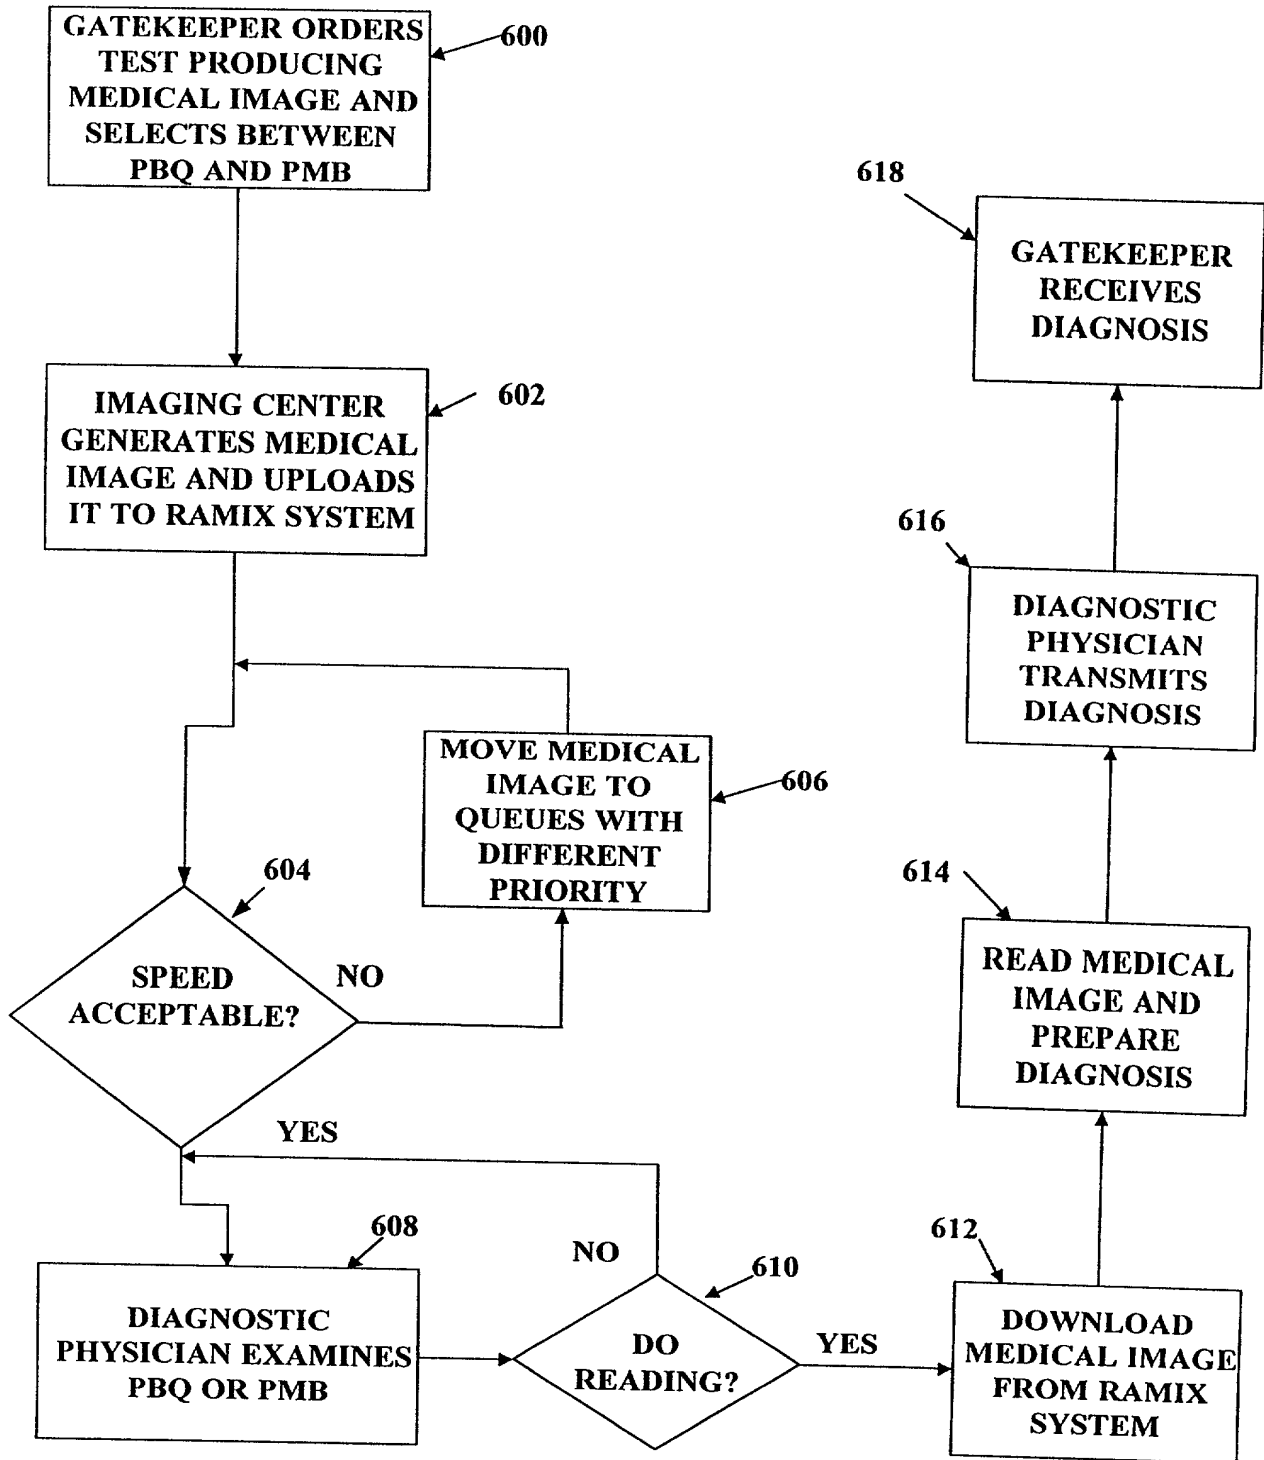 GATEKEEPER ORDERS
TEST PRODUCING
MEDICAL IMAGE AND
SELECTS BETWEEN
PBQ AND PMB
600
IMAGING CENTER
GENERATES MEDICAL
IMAGE AND UPLOADS
IT TO RAMIX SYSTEM
602
MOVE MEDICAL
IMAGE TO
QUEUES WITH
DIFFERENT
PRIORITY
606
604
SPEED
ACCEPTABLE?
NO
YES
608
DIAGNOSTIC
PHYSICIAN EXAMINES
PBQ OR PMB
NO
610
DO
READING?
YES
612
DOWNLOAD
MEDICAL IMAGE
FROM RAMIX
SYSTEM
614
READ MEDICAL
IMAGE AND
PREPARE
DIAGNOSIS
616
DIAGNOSTIC
PHYSICIAN
TRANSMITS
DIAGNOSIS
618
GATEKEEPER
RECEIVES
DIAGNOSIS